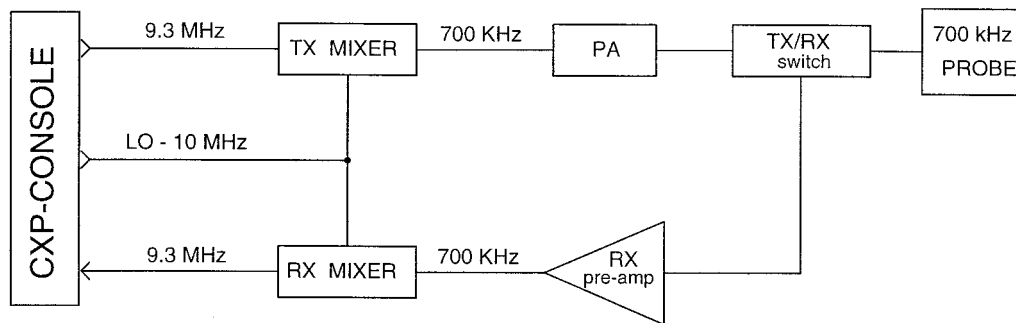 CXP-CONSOLE
9.3 MHz
TX MIXER
700 KHz
PA
TX/RX
switch
700 kHz
PROBE
LO - 10 MHz
9.3 MHz
RX MIXER
700 KHz
RX
pre-amp